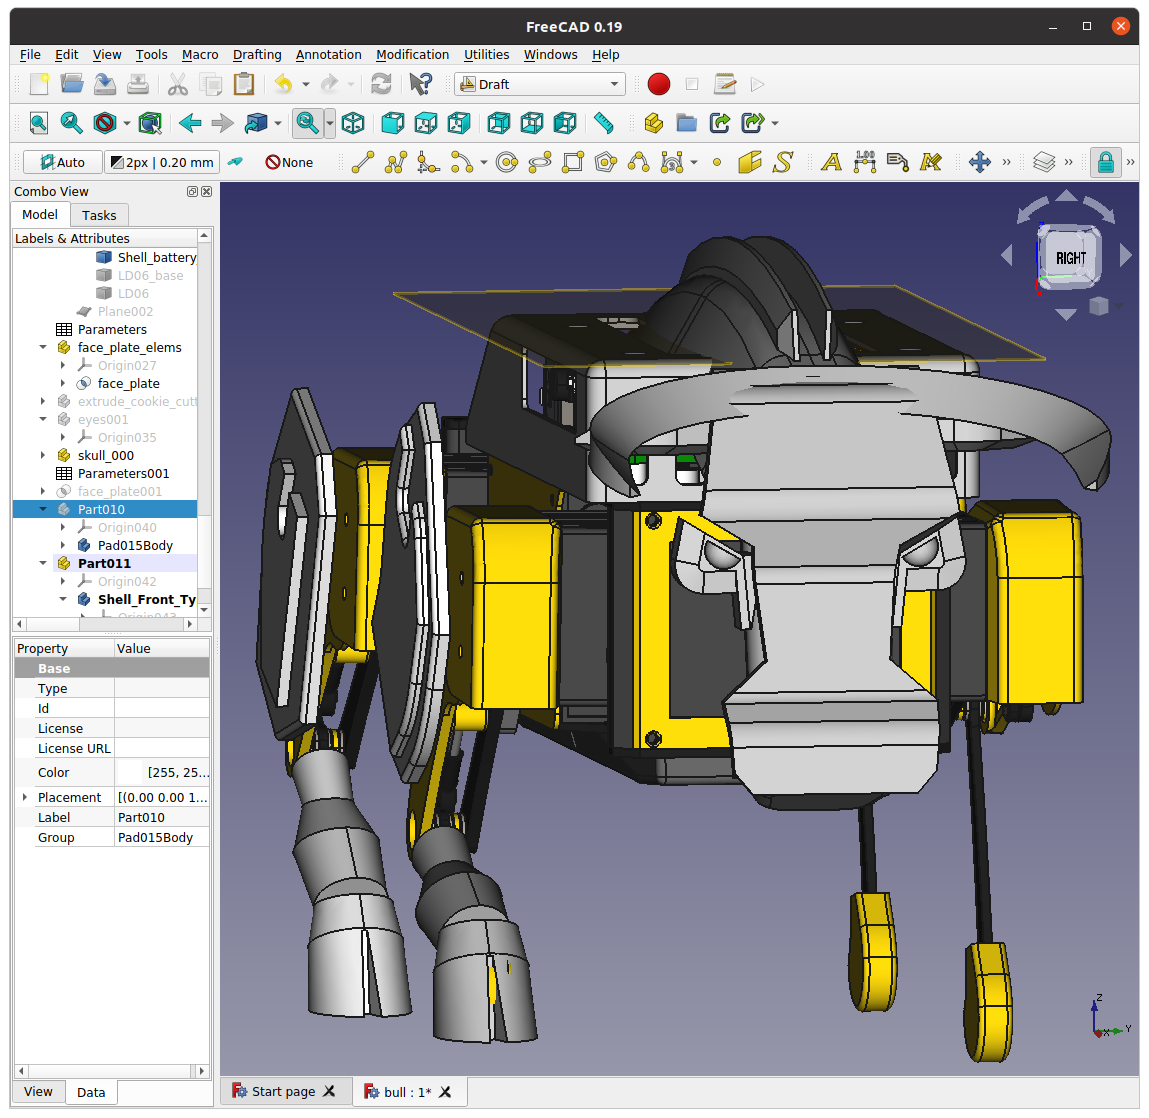 FreeCAD 0.19
File Edit View Tools Macro Drafting Annotation Modification Utilities Windows Help
Draft
Auto 2px | 0.20 mm None 1.00
Combo View
Model Tasks
Labels & Attributes
Shell_battery
LD06_base
LD06
Plane002
Parameters
face_plate_elems
Origin027
face_plate
extrude_cookie_cutt
eyes001
Origin035
skull_000
Parameters001
face_plate001
Part010
Origin040
Pad015Body
Part011
Origin042
Shell_Front_Ty
Origin043
Property Value
Base
Type
Id
License
License URL
Color [255, 25...
Placement [(0.00 0.00 1...
Label Part010
Group Pad015Body
View Data
RIGHT
Z
X Y
Start page bull : 1*